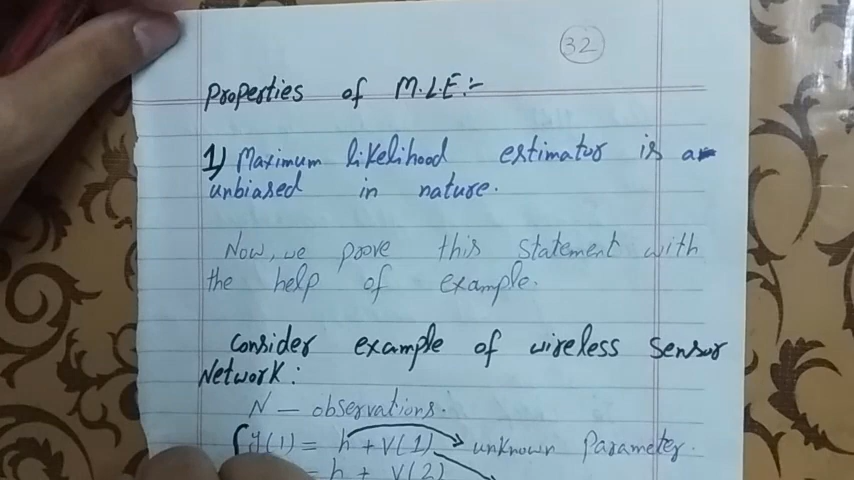 32
Properties of M.L.E:-
1) Maximum likelihood estimator is a
unbiased in nature.
Now, we prove this statement with
the help of example.
Consider example of wireless sensor
Network:
N - observations.
y(1) = h + v(1) → unknown parameter.
= h + v(2)